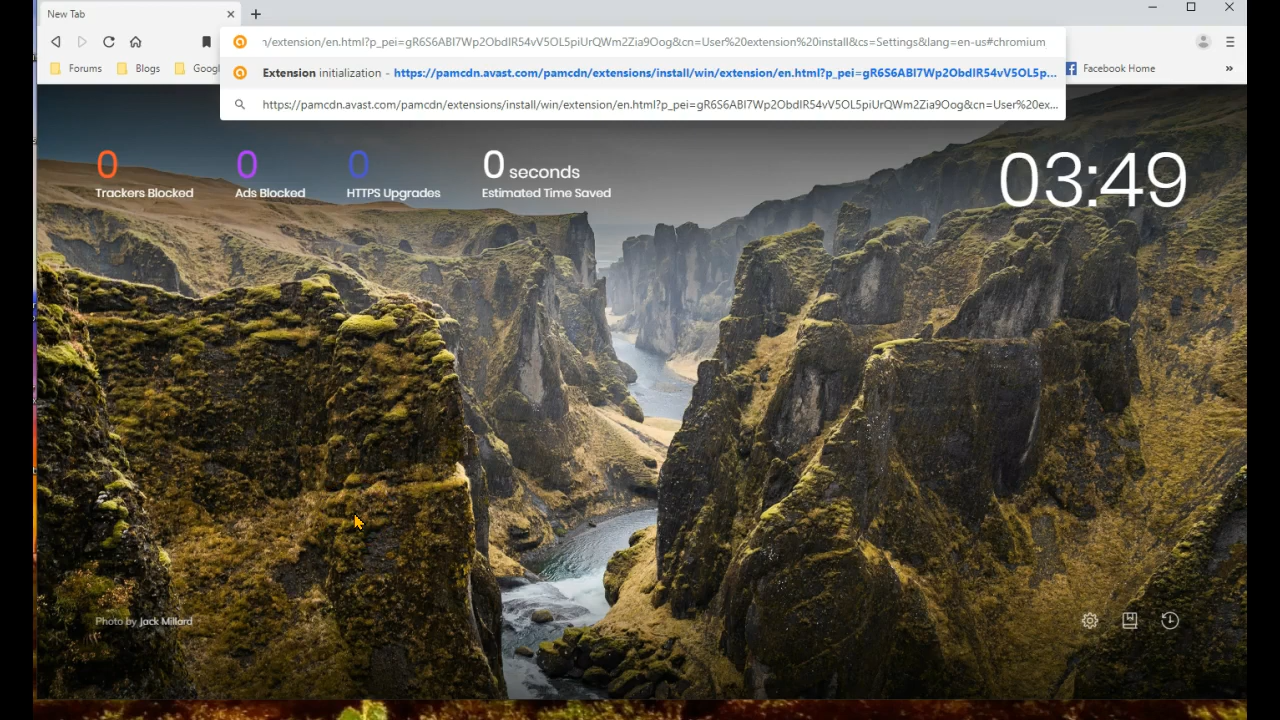 New Tab
n/extension/en.html?p_pei=gR6S6ABI7Wp2ObdIR54vV5OL5piUrQWm2Zia9Oog&cn=User%20extension%20install&cs=Settings&lang=en-us#chromium
Forums Blogs Googl
Extension initialization - https://pamcdn.avast.com/pamcdn/extensions/install/win/extension/en.html?p_pei=gR6S6ABI7Wp2ObdIR54vV5OL5p...
Facebook Home »
https://pamcdn.avast.com/pamcdn/extensions/install/win/extension/en.html?p_pei=gR6S6ABI7Wp2ObdIR54vV5OL5piUrQWm2Zia9Oog&cn=User%20ex...
0 0 0 0 seconds
Trackers Blocked Ads Blocked HTTPS Upgrades Estimated Time Saved
03:49
Photo by Jack Millard